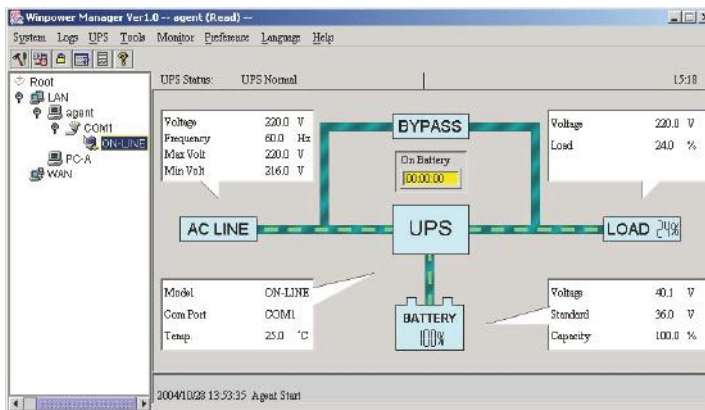 Winpower Manager Ver1.0 -- agent (Read) --
System Logs UPS Tools Monitor Preference Language Help
Root
LAN
agent
COM1
ON-LINE
PC-A
WAN
UPS Status: UPS Normal 15:18
Voltage 220.0 V
Frequency 60.0 Hz
Max Volt 220.0 V
Min Volt 216.0 V
BYPASS
On Battery
00:00:00
Voltage 220.0 V
Load 24.0 %
AC LINE
UPS
LOAD 24%
Model ON-LINE
Com Port COM1
Temp. 25.0 °C
BATTERY
100%
Voltage 40.1 V
Standard 36.0 V
Capacity 100.0 %
2004/10/28 13:53:35 Agent Start